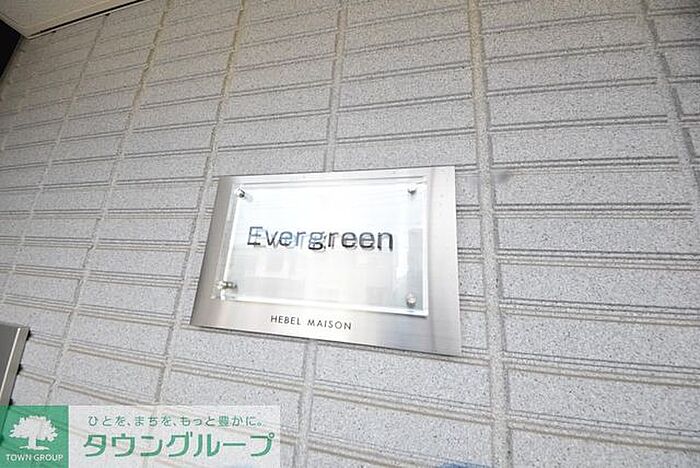 Evergreen
HEBEL MAISON
ひとを、まちを、もっと豊かに。
タウングループ
TOWN GROUP